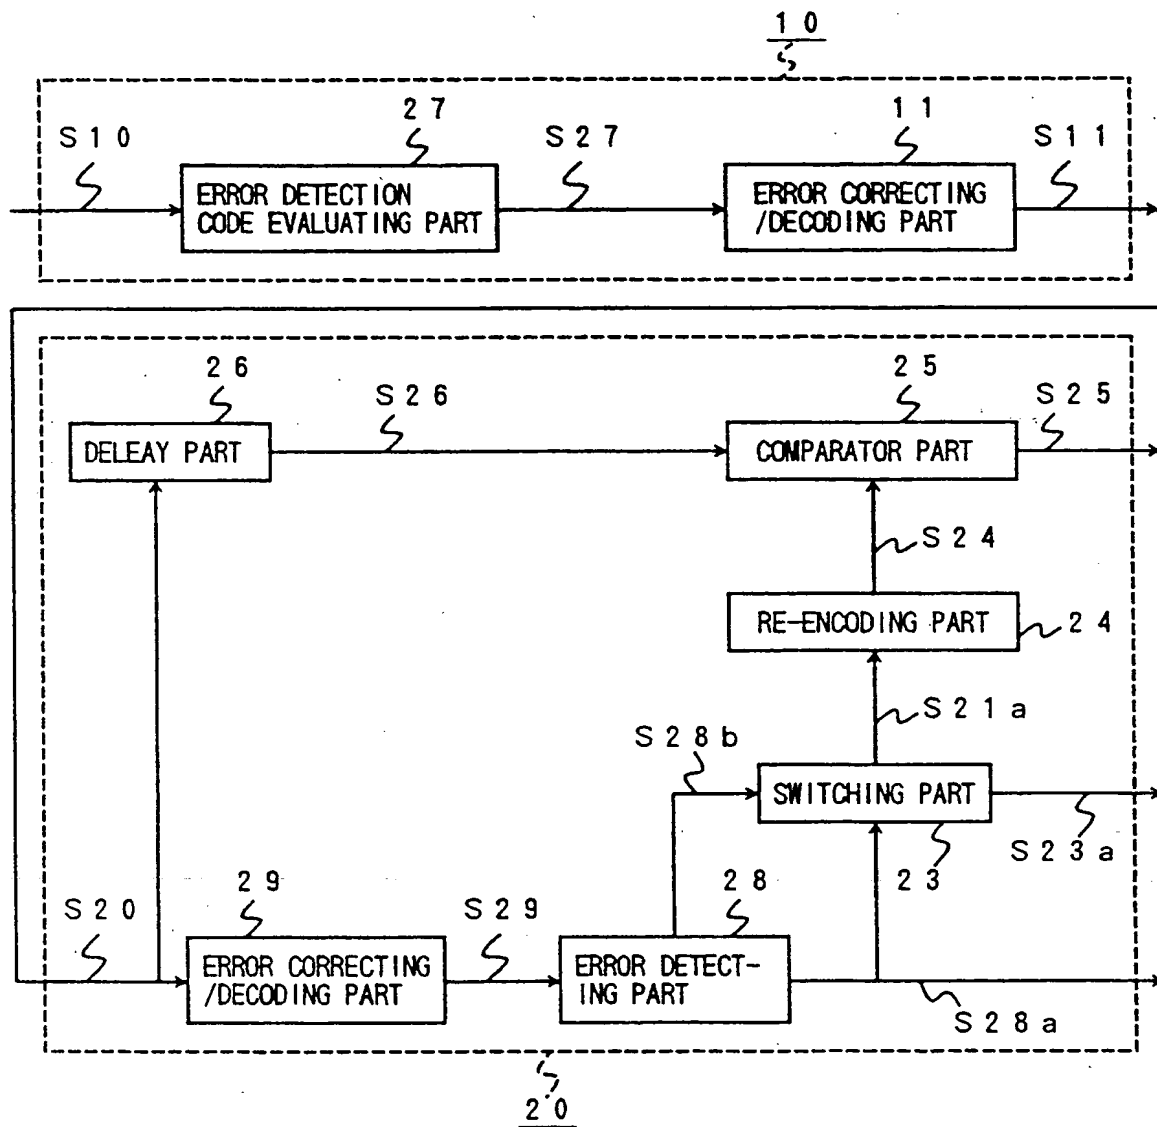 10
27
11
S10
S27
S11
ERROR DETECTION
CODE EVALUATING PART
ERROR CORRECTING
/DECODING PART
26
S26
25
S25
DELEAY PART
COMPARATOR PART
S24
RE-ENCODING PART
24
S21a
S28b
SWITCHING PART
S23a
23
S20
29
S29
28
ERROR CORRECTING
/DECODING PART
ERROR DETECT-
ING PART
S28a
20